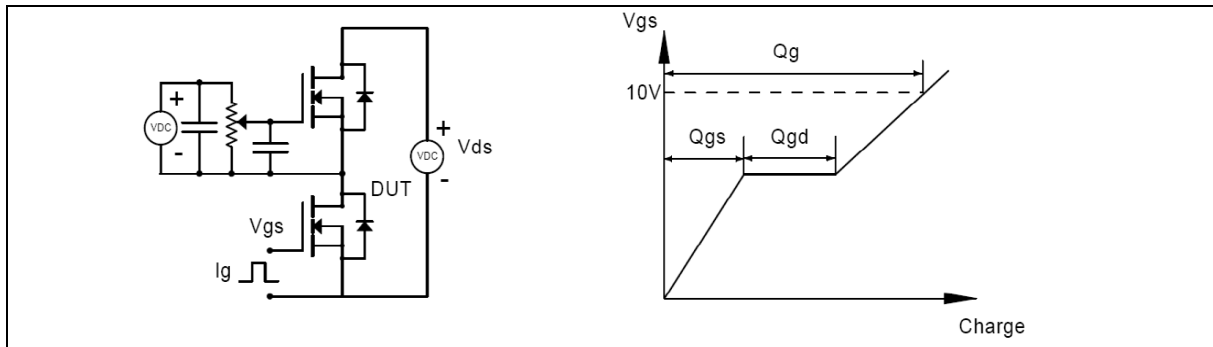 +
VDC
-
Vgs
Ig
DUT
+
VDC
-
Vds
Vgs
Qg
10V
Qgs
Qgd
Charge